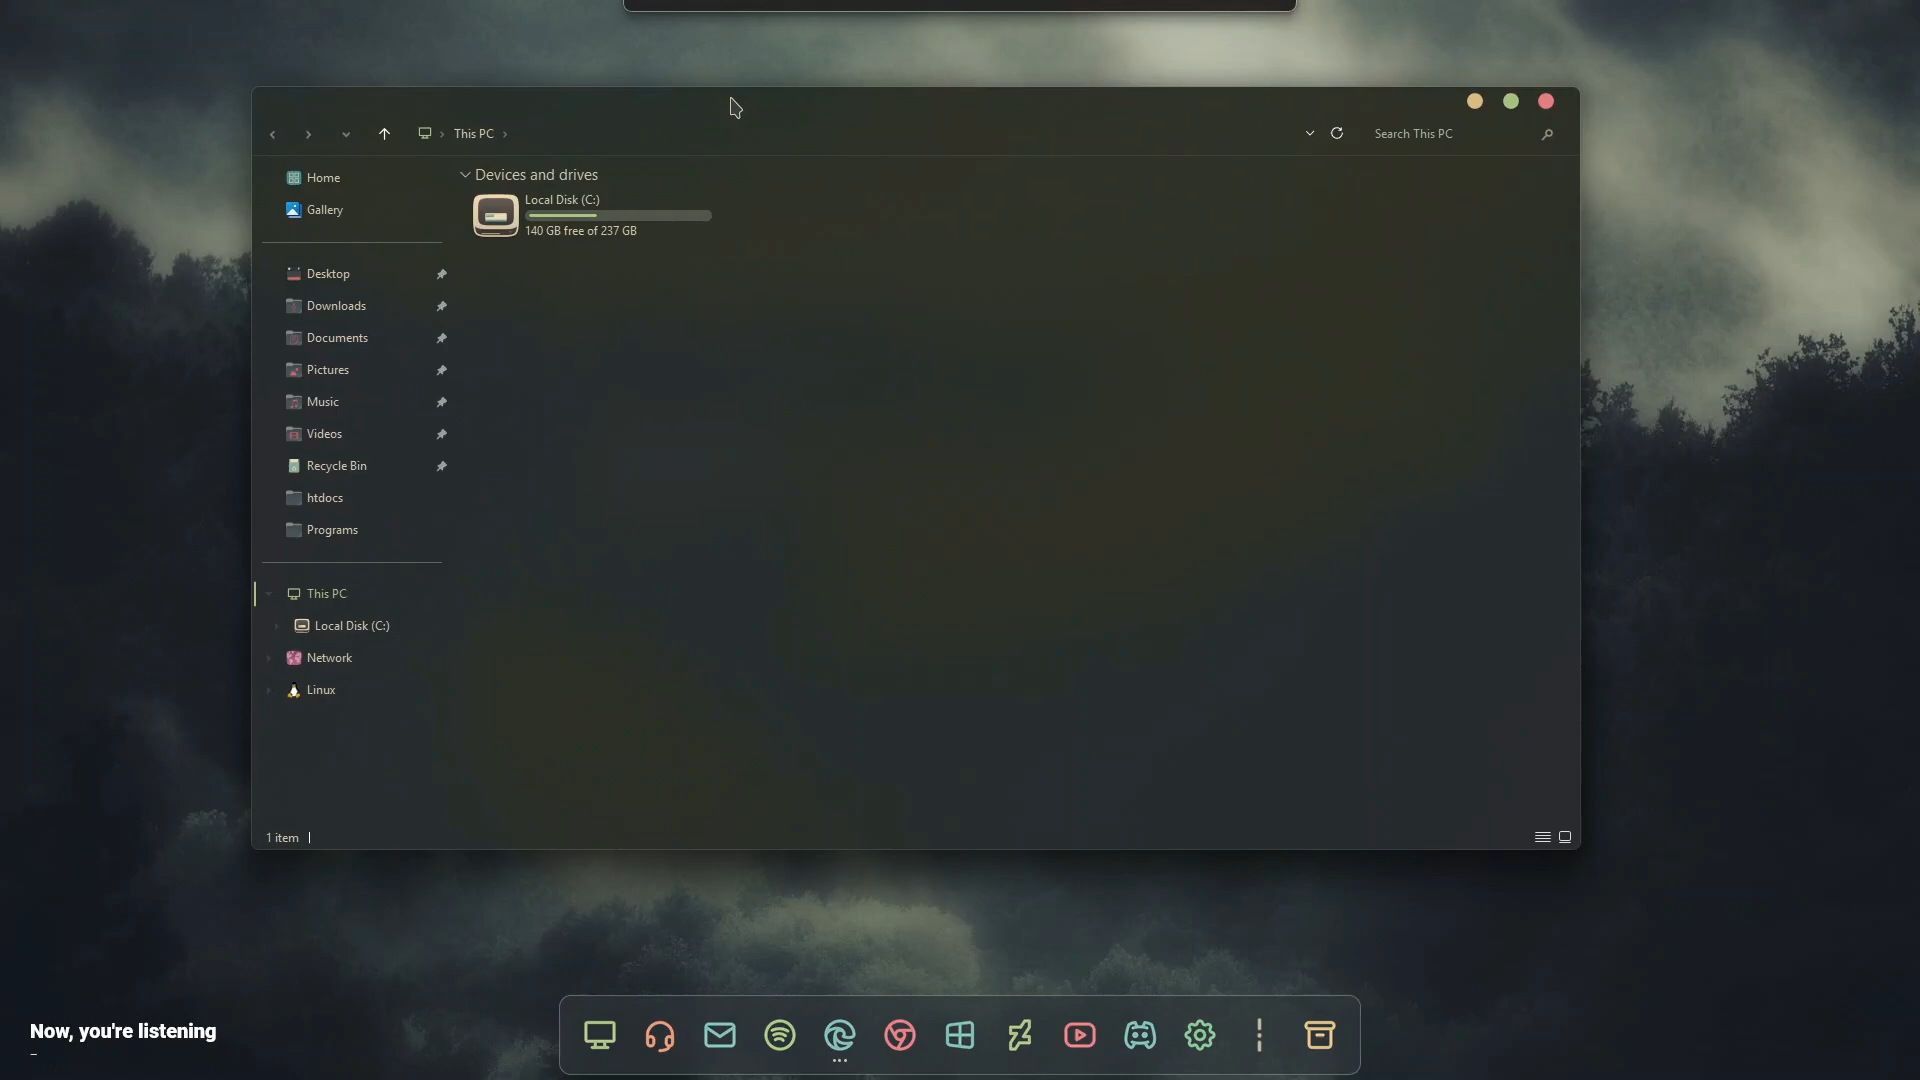 This PC
Search This PC
Home
Gallery
Desktop
Downloads
Documents
Pictures
Music
Videos
Recycle Bin
htdocs
Programs
This PC
Local Disk (C:)
Network
Linux
Devices and drives
Local Disk (C:)
140 GB free of 237 GB
1 item
Now, you're listening
-